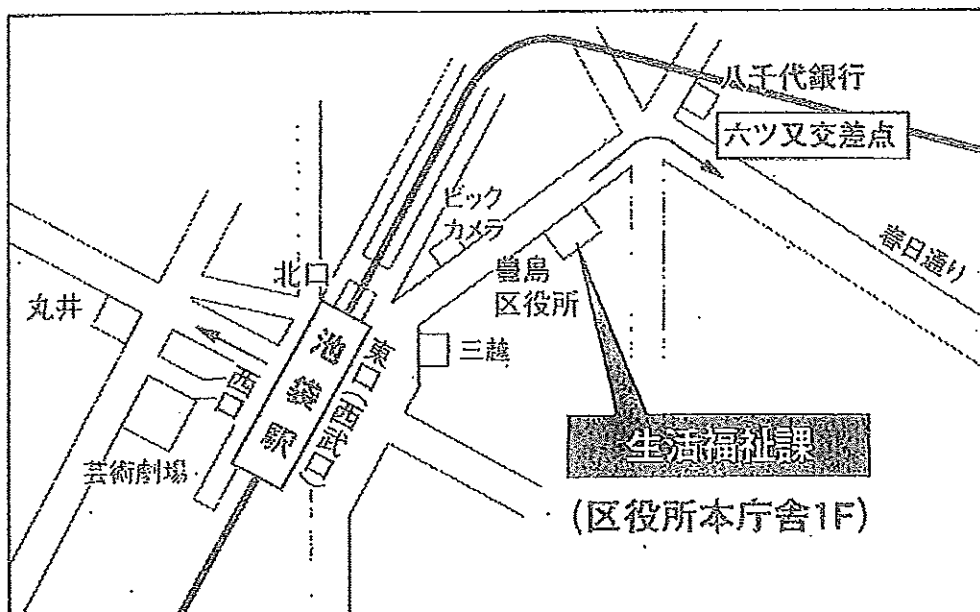 八千代銀行
六ツ又交差点
ビック
カメラ
春日通り
北口
豊島
区役所
丸井
三越
池袋駅
東口(西武口)
西口
生活福祉課
芸術劇場
(区役所本庁舎1F)